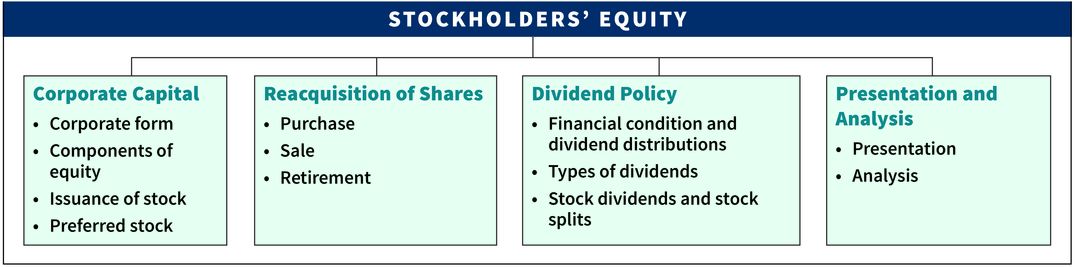 STOCKHOLDERS’ EQUITY
Corporate Capital
• Corporate form
• Components of
equity
• Issuance of stock
• Preferred stock
Reacquisition of Shares
• Purchase
• Sale
• Retirement
Dividend Policy
• Financial condition and
dividend distributions
• Types of dividends
• Stock dividends and stock
splits
Presentation and
Analysis
• Presentation
• Analysis